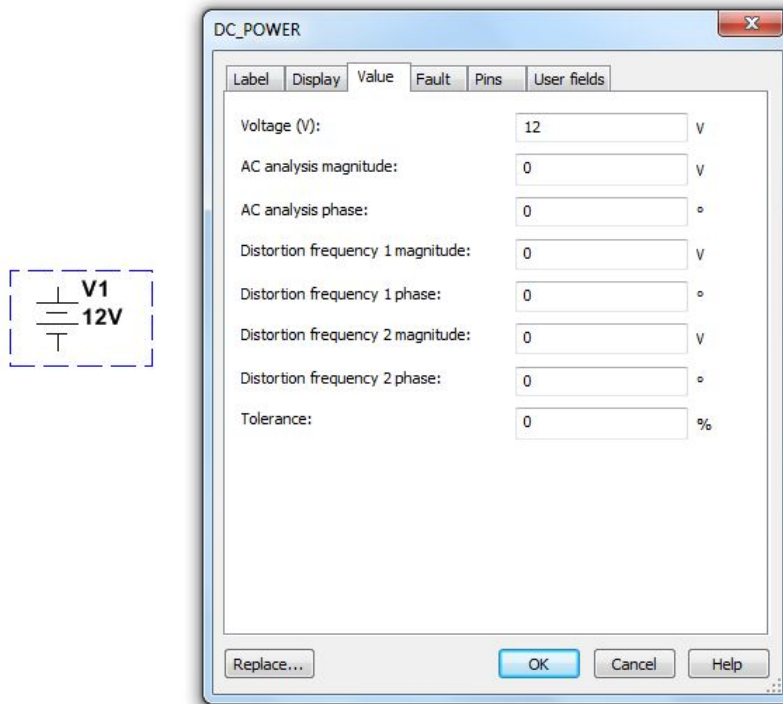 DC_POWER
Label Display Value Fault Pins User fields
Voltage (V): 12 V
AC analysis magnitude: 0 V
AC analysis phase: 0 °
Distortion frequency 1 magnitude: 0 V
Distortion frequency 1 phase: 0 °
Distortion frequency 2 magnitude: 0 V
Distortion frequency 2 phase: 0 °
Tolerance: 0 %
Replace... OK Cancel Help
V1
12V